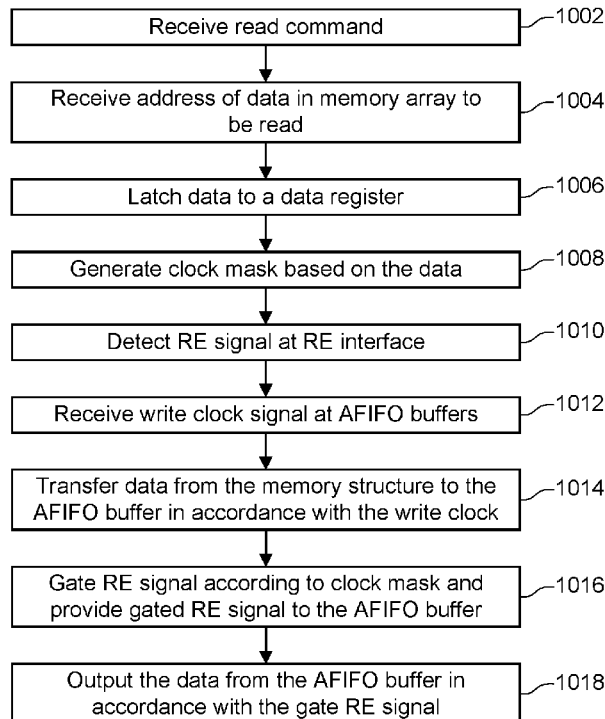 Receive read command
1002
Receive address of data in memory array to
be read
1004
Latch data to a data register
1006
Generate clock mask based on the data
1008
Detect RE signal at RE interface
1010
Receive write clock signal at AFIFO buffers
1012
Transfer data from the memory structure to the
AFIFO buffer in accordance with the write clock
1014
Gate RE signal according to clock mask and
provide gated RE signal to the AFIFO buffer
1016
Output the data from the AFIFO buffer in
accordance with the gate RE signal
1018